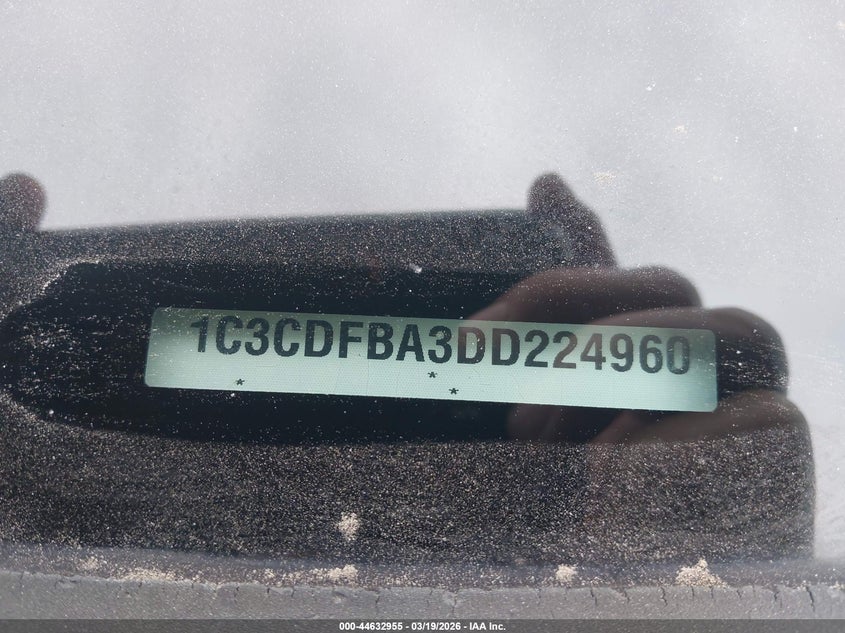 1C3CDFBA3DD224960
* * *
000-44632955 - 03/19/2026 - IAA Inc.